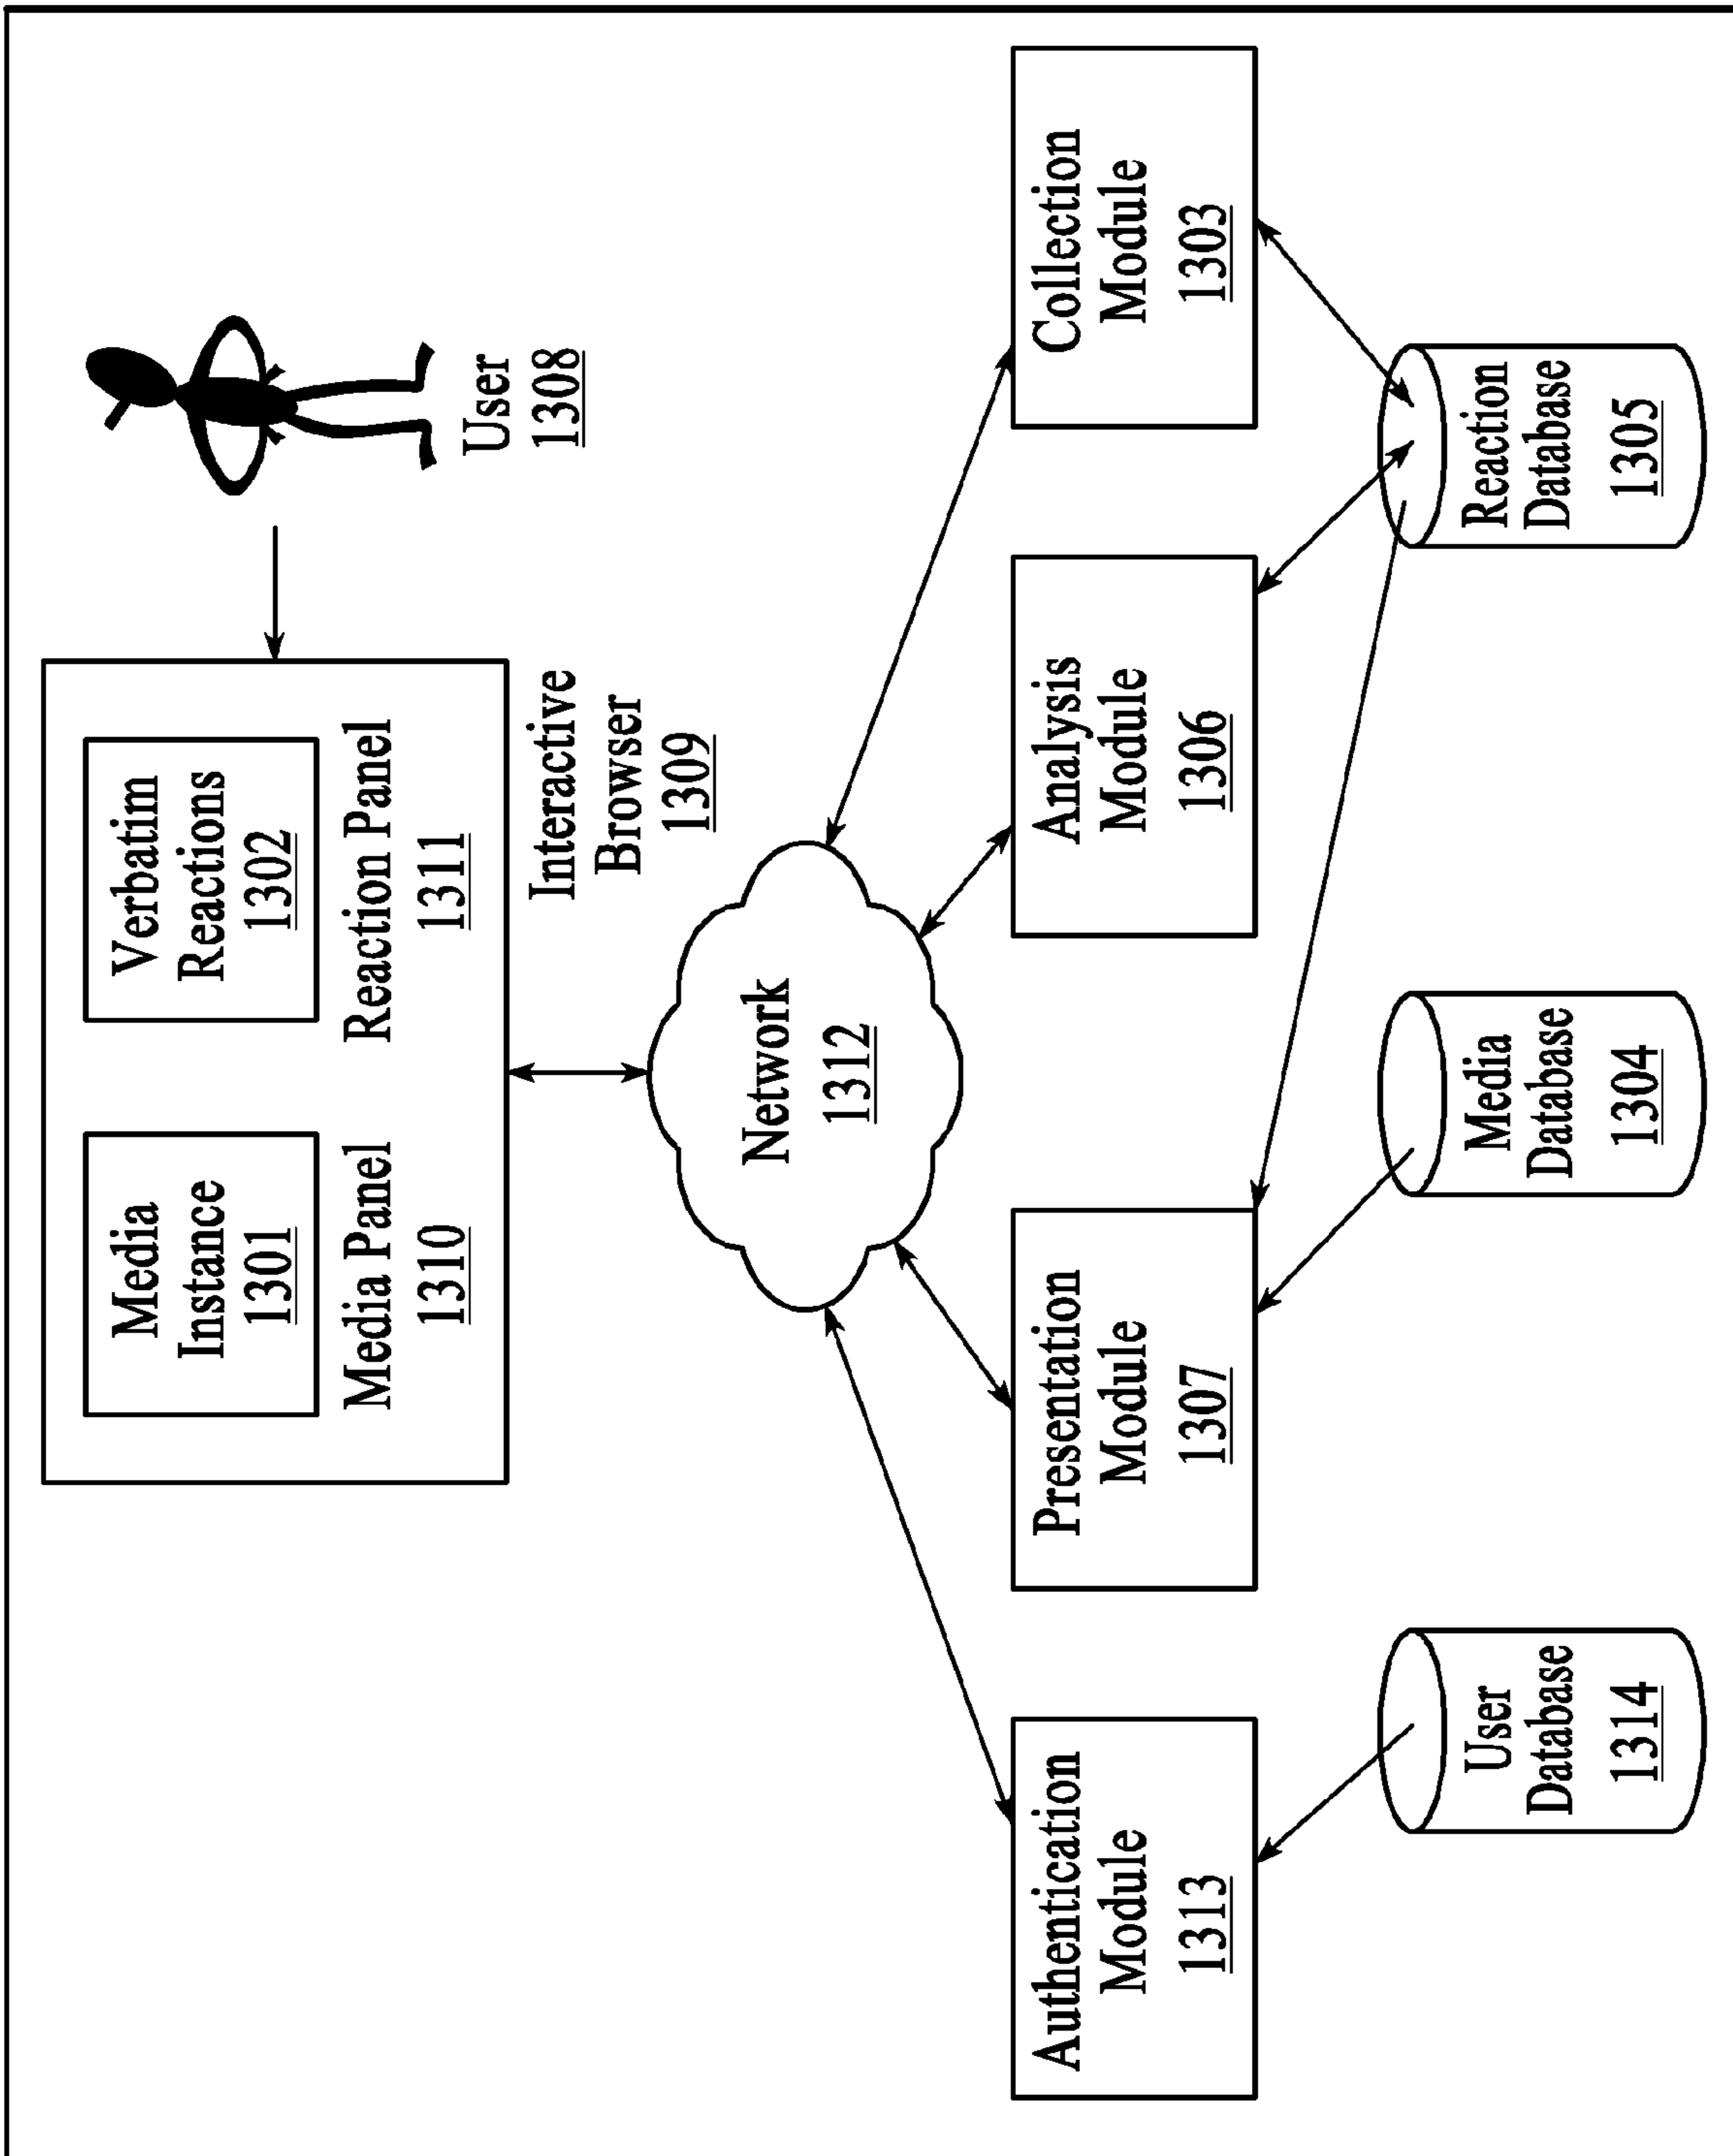 Media
Instance
1301
Media Panel
1310
Verbatim
Reactions
1302
Reaction Panel
1311
User
1308
Interactive
Browser
1309
Network
1312
Authentication
Module
1313
Presentation
Module
1307
Analysis
Module
1306
Collection
Module
1303
User
Database
1314
Media
Database
1304
Reaction
Database
1305